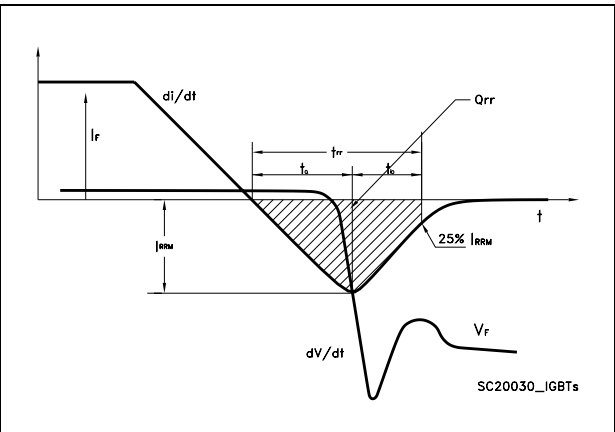 di/dt
Qrr
IF
trr
ta
tb
t
IRRM
25% IRRM
VF
dV/dt
SC20030_IGBTs